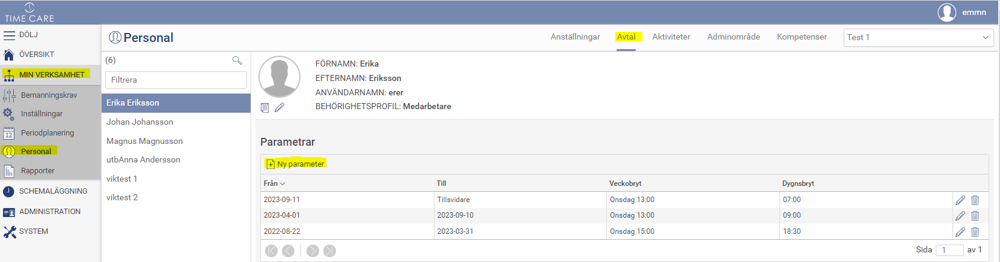 TIME CARE
emmn
DÖLJ
ÖVERSIKT
MIN VERKSAMHET
Bemanningskrav
Inställningar
12
Periodplanering
Personal
Rapporter
SCHEMALÄGGNING
ADMINISTRATION
SYSTEM
Personal
Anställningar Avtal Aktiviteter Adminområde Kompetenser Test 1
(6)
Filtrera
Erika Eriksson
Johan Johansson
Magnus Magnusson
utbAnna Andersson
viktest 1
viktest 2
FÖRNAMN: Erika
EFTERNAMN: Eriksson
ANVÄNDARNAMN: erer
BEHÖRIGHETSPROFIL: Medarbetare
Parametrar
Ny parameter
Från Till Veckobryt Dygnsbryt
2023-09-11 Tillsvidare Onsdag 13:00 07:00
2023-04-01 2023-09-10 Onsdag 13:00 09:00
2022-08-22 2023-03-31 Onsdag 15:00 18:30
Sida 1 av 1